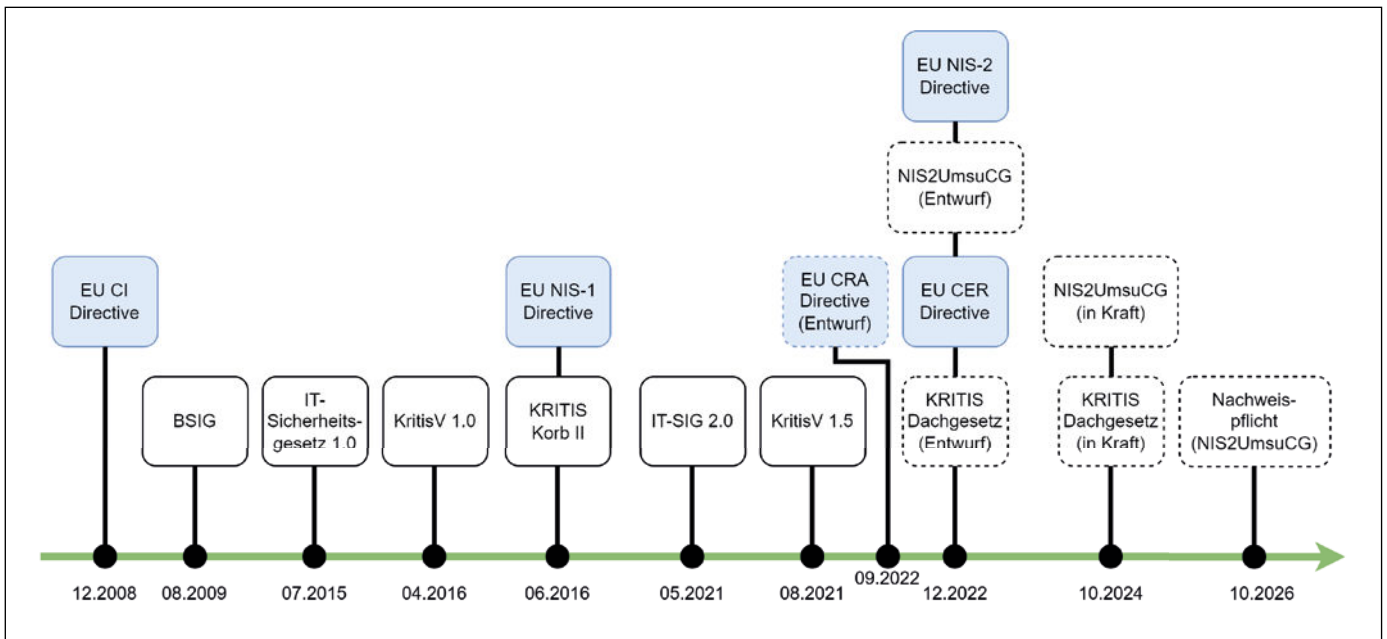 EU NIS-2
Directive
NIS2UmsuCG
(Entwurf)
EU CI
Directive
EU NIS-1
Directive
EU CRA
Directive
(Entwurf)
EU CER
Directive
NIS2UmsuCG
(in Kraft)
BSIG
IT-
Sicherheits-
gesetz 1.0
KritisV 1.0
KRITIS
Korb II
IT-SIG 2.0
KritisV 1.5
KRITIS
Dachgesetz
(Entwurf)
KRITIS
Dachgesetz
(in Kraft)
Nachweis-
pflicht
(NIS2UmsuCG)
12.2008
08.2009
07.2015
04.2016
06.2016
05.2021
08.2021
09.2022
12.2022
10.2024
10.2026